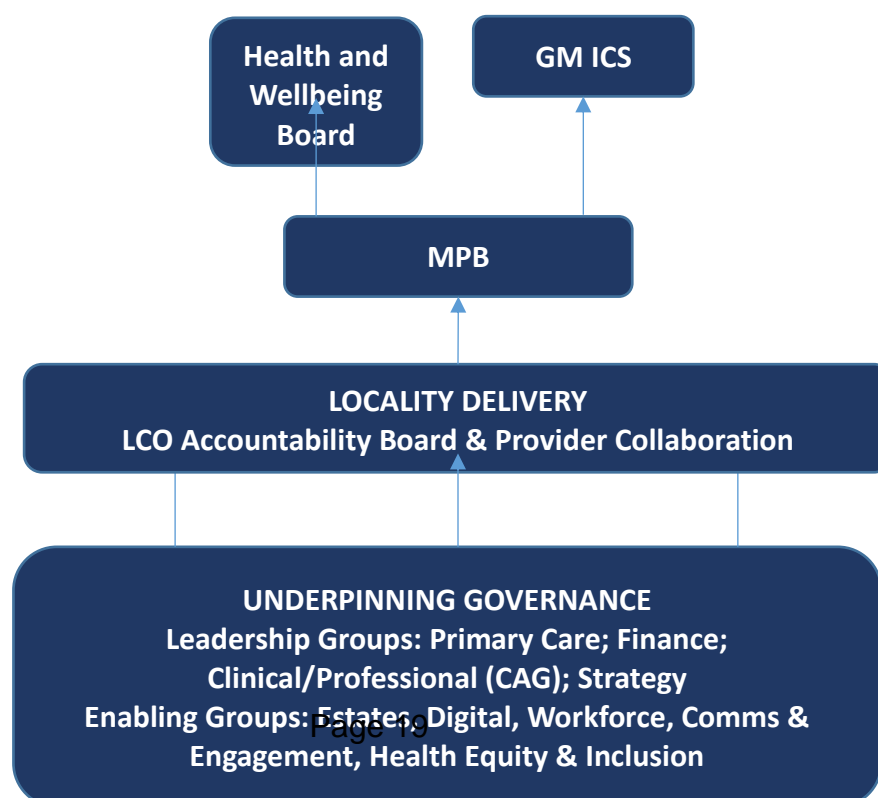 Health and
Wellbeing
Board
GM ICS
MPB
LOCALITY DELIVERY
LCO Accountability Board & Provider Collaboration
UNDERPINNING GOVERNANCE
Leadership Groups: Primary Care; Finance;
Clinical/Professional (CAG); Strategy
Enabling Groups: Estates, Digital, Workforce, Comms &
Page 19
Engagement, Health Equity & Inclusion